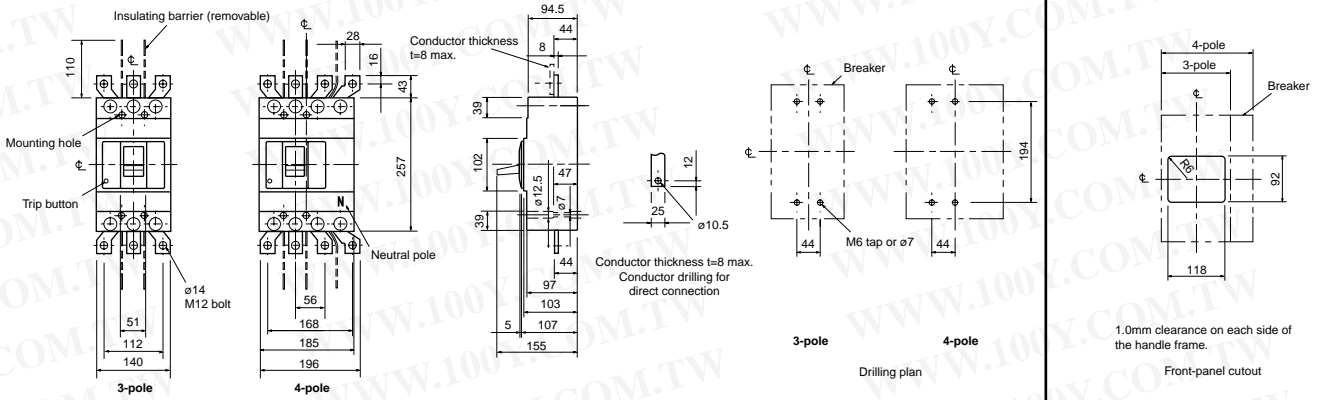 Insulating barrier (removable)
110
Mounting hole
Trip button
ø14
M12 bolt
51
112
140
3-pole
28
16
43
257
N
Neutral pole
56
168
185
196
4-pole
94.5
44
8
Conductor thickness
t=8 max.
39
102
39
ø12.5
47
ø7
44
97
103
5
107
155
12
25
ø10.5
Conductor thickness t=8 max.
Conductor drilling for
direct connection
Breaker
194
44
M6 tap or ø7
44
3-pole
4-pole
Drilling plan
4-pole
3-pole
Breaker
R6
92
118
1.0mm clearance on each side of
the handle frame.
Front-panel cutout
WWW.100Y.COM.TW